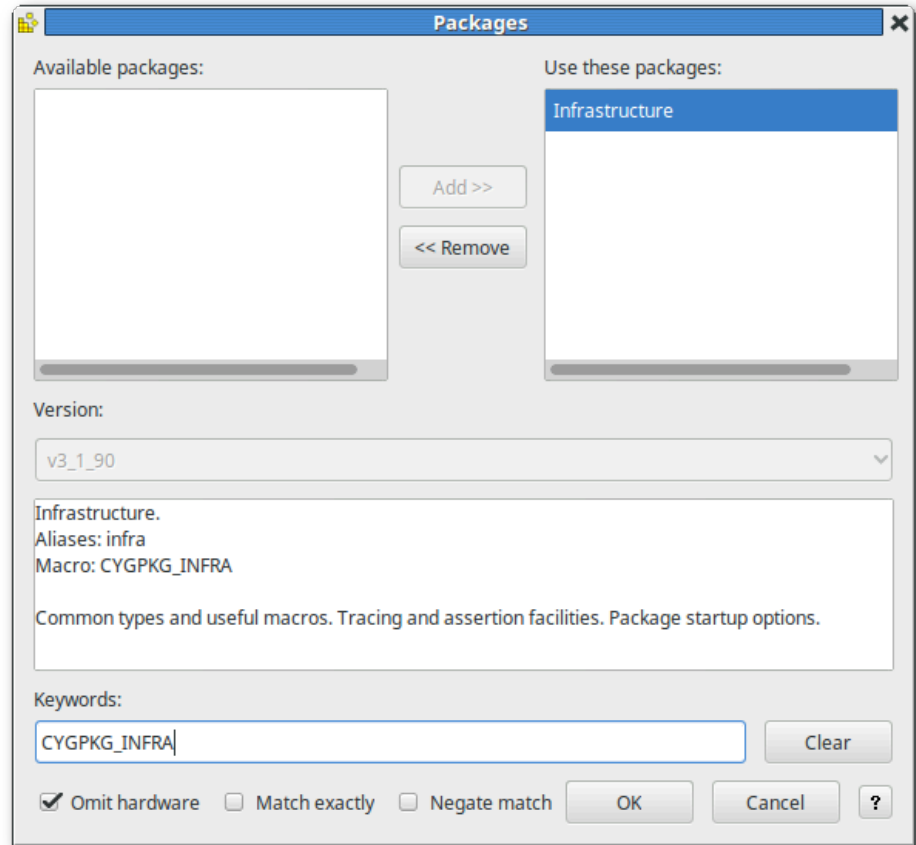 Packages
Available packages:
Use these packages:
Infrastructure
Add >>
<< Remove
Version:
v3_1_90
Infrastructure.
Aliases: infra
Macro: CYGPKG_INFRA
Common types and useful macros. Tracing and assertion facilities. Package startup options.
Keywords:
CYGPKG_INFRA
Clear
Omit hardware
Match exactly
Negate match
OK
Cancel
?